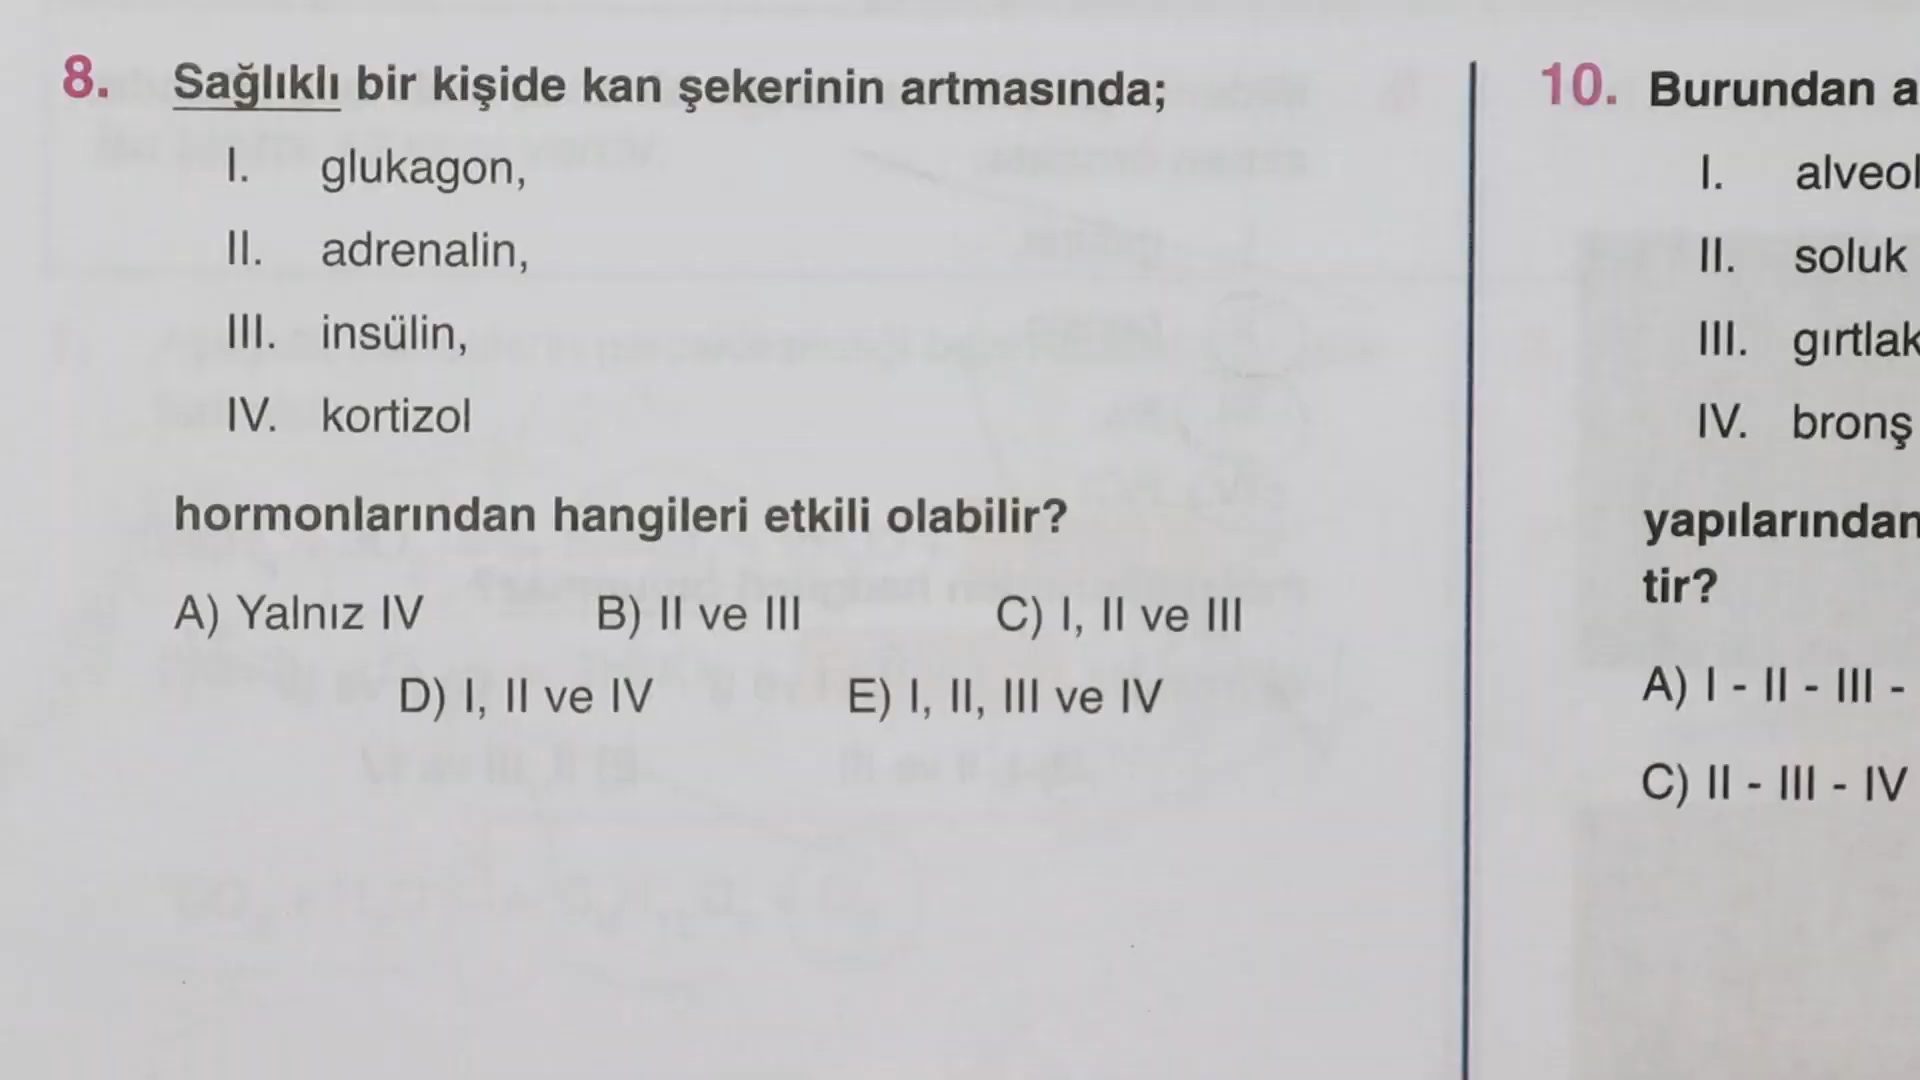 8. Sağlıklı bir kişide kan şekerinin artmasında;
I. glukagon,
II. adrenalin,
III. insülin,
IV. kortizol
hormonlarından hangileri etkili olabilir?
A) Yalnız IV B) II ve III C) I, II ve III
D) I, II ve IV E) I, II, III ve IV
10. Burundan a
I. alveol
II. soluk
III. gırtlak
IV. bronş
yapılarından
tir?
A) I - II - III -
C) II - III - IV